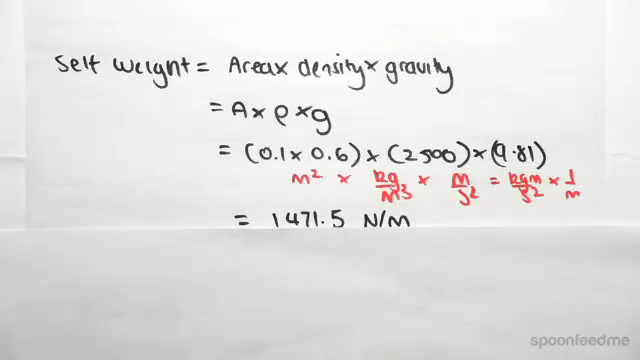 Self weight = Area x density x gravity
= A x ρ x g
= (0.1 x 0.6) x (2500) x (9.81)
m² x kg/m³ x m/s² = kgm/s² x 1/m
= 1471.5 N/M
spoonfeedme